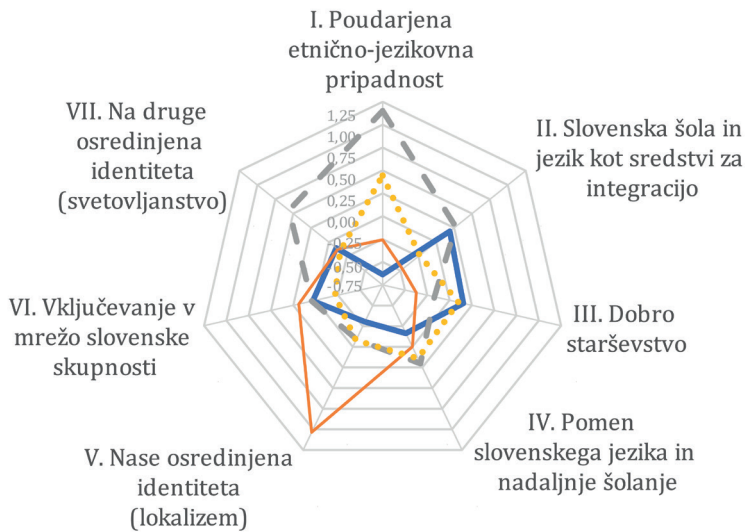 I. Poudarjena
etnično-jezikovna
pripadnost
VII. Na druge
osredinjena
identiteta
(svetovljanstvo)
II. Slovenska šola in
jezik kot sredstvi za
integracijo
1,25
1,00
0,75
0,50
0,25
0,00
-0,25
-0,50
-0,75
VI. Vključevanje v
mrežo slovenske
skupnosti
III. Dobro
starševstvo
V. Nase osredinjena
identiteta
(lokalizem)
IV. Pomen
slovenskega jezika in
nadaljnje šolanje